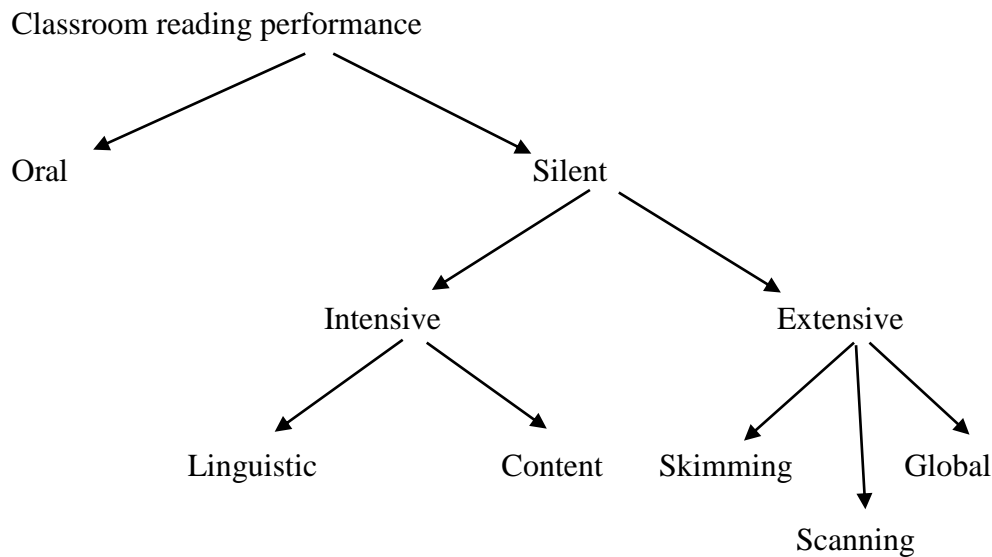 Classroom reading performance
Oral Silent
Intensive Extensive
Linguistic Content Skimming Global
Scanning